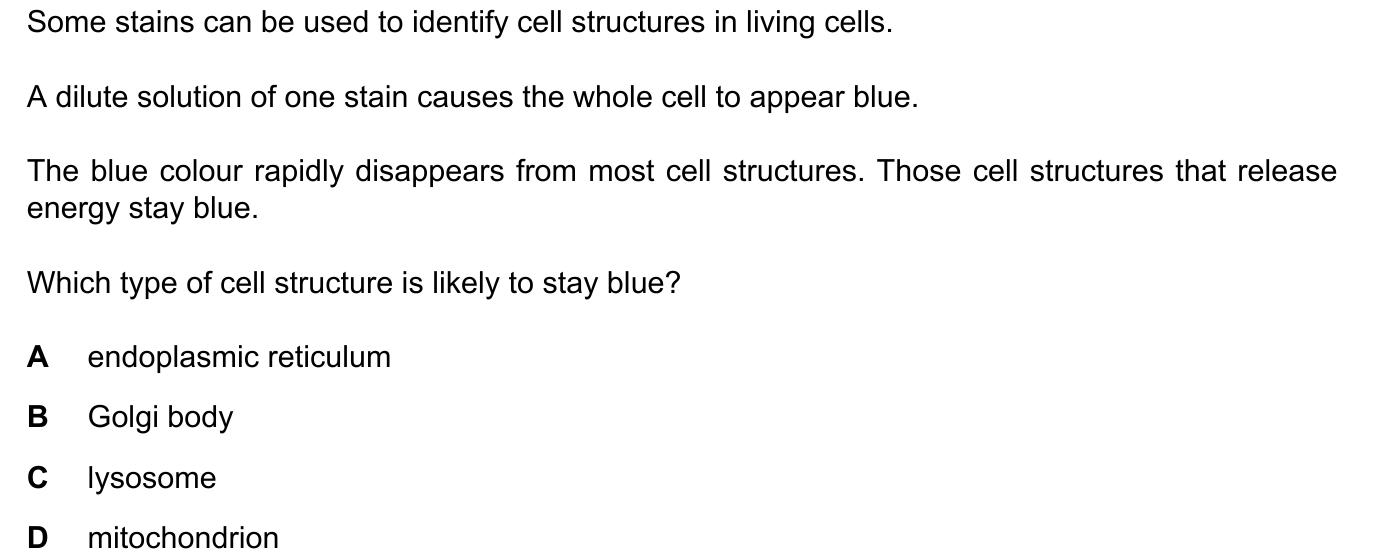 Some stains can be used to identify cell structures in living cells.
A dilute solution of one stain causes the whole cell to appear blue.
The blue colour rapidly disappears from most cell structures. Those cell structures that release
energy stay blue.
Which type of cell structure is likely to stay blue?
A endoplasmic reticulum
B Golgi body
C lysosome
D mitochondrion